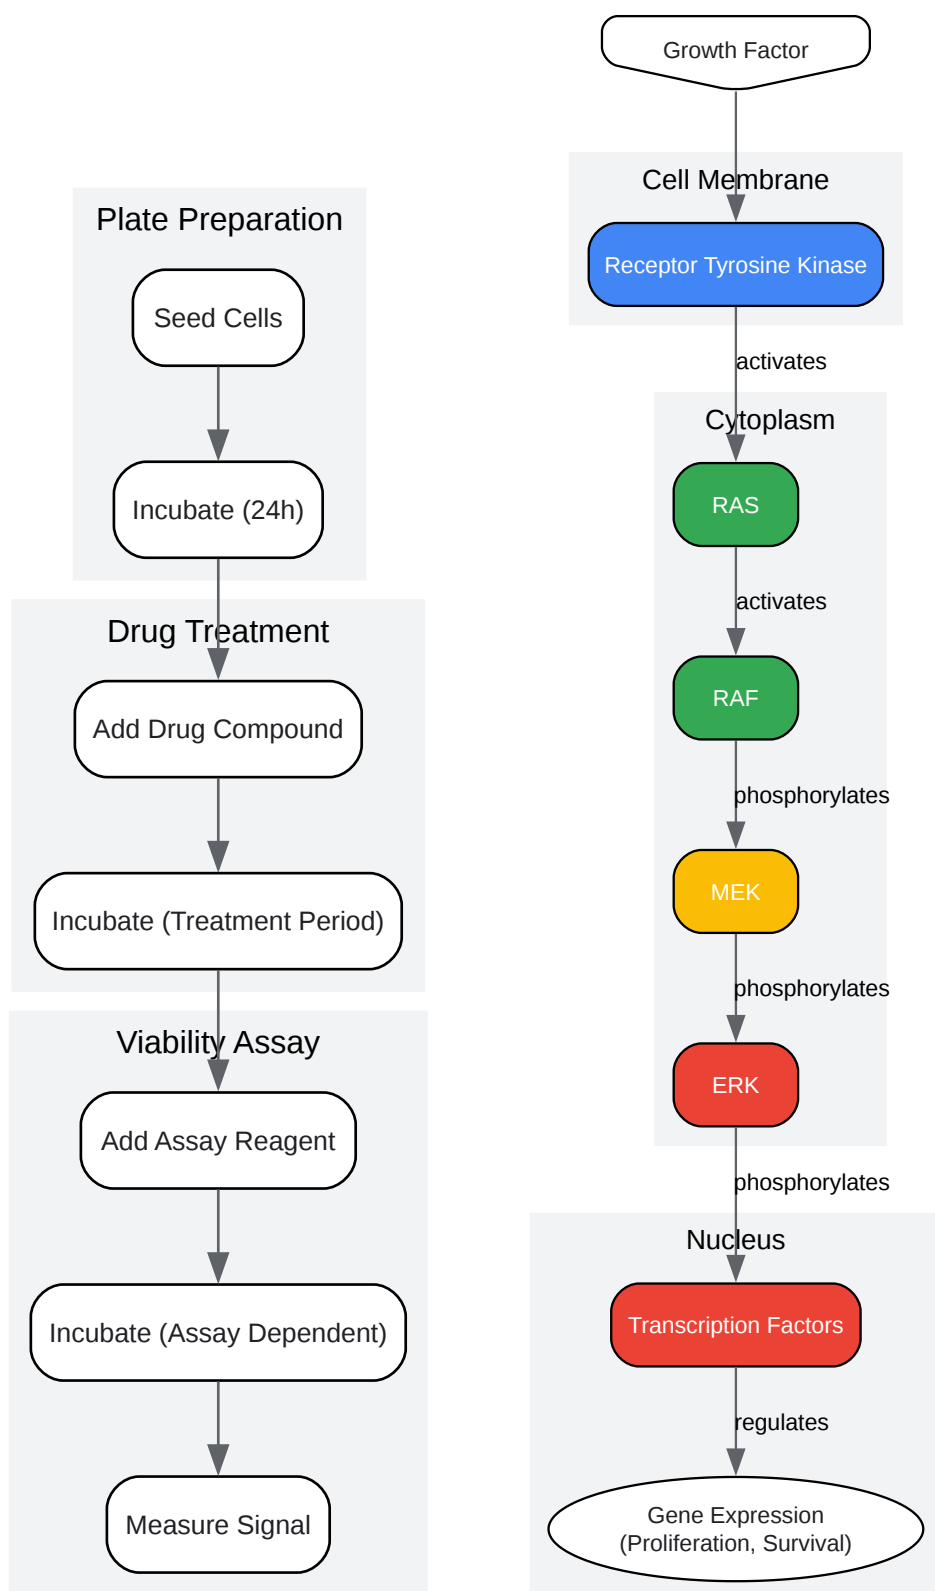 Plate Preparation
Seed Cells
Incubate (24h)
Drug Treatment
Add Drug Compound
Incubate (Treatment Period)
Viability Assay
Add Assay Reagent
Incubate (Assay Dependent)
Measure Signal
Growth Factor
Cell Membrane
Receptor Tyrosine Kinase
activates
Cytoplasm
RAS
activates
RAF
phosphorylates
MEK
phosphorylates
ERK
phosphorylates
Nucleus
Transcription Factors
regulates
Gene Expression
(Proliferation, Survival)